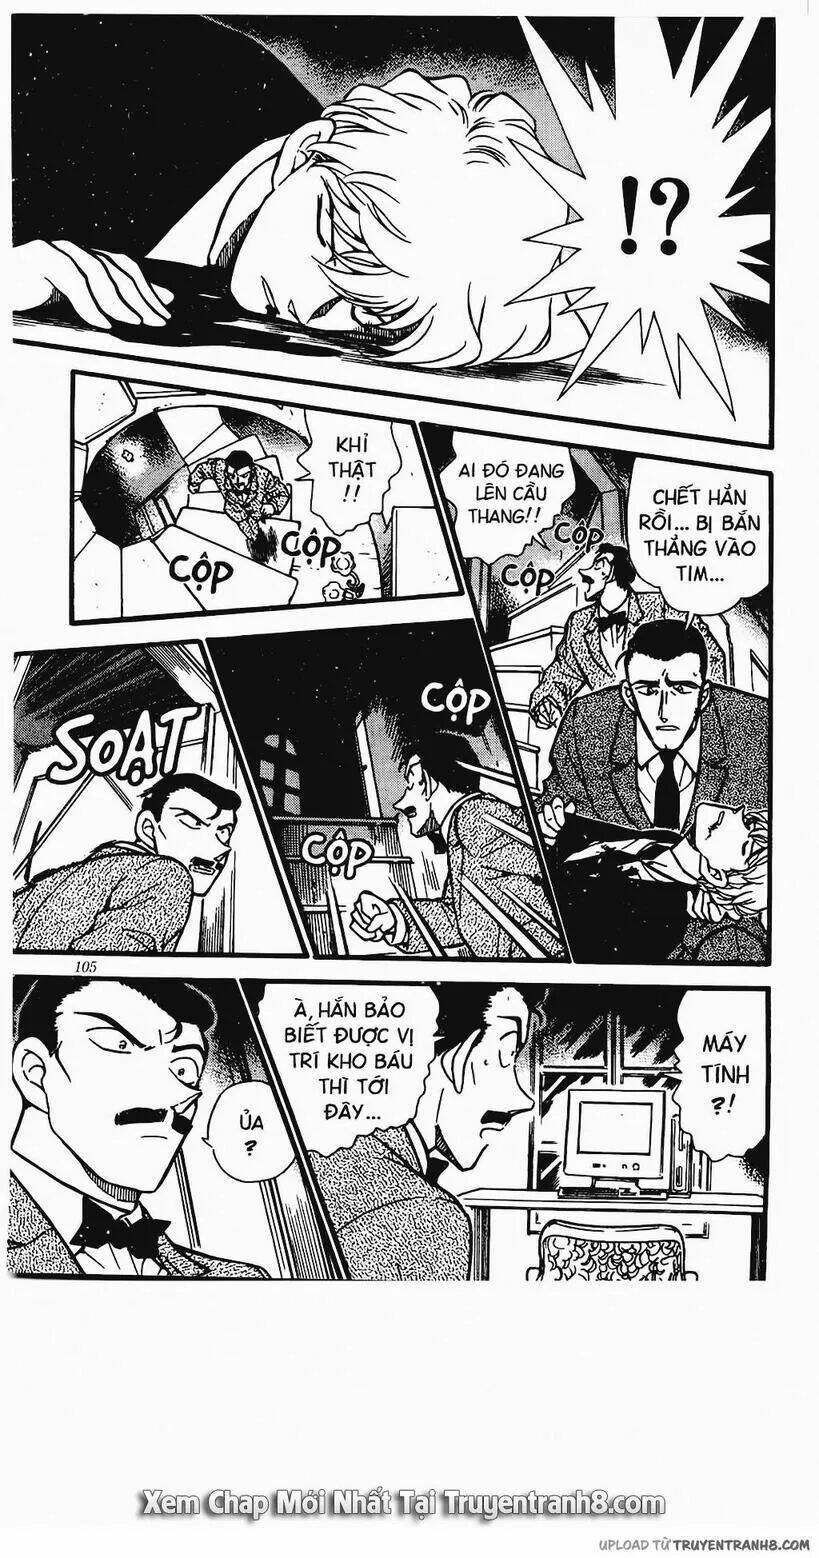 !?
CHẾT HẲN
RỒI... BỊ BẮN
THẲNG VÀO
TIM...
AI ĐÓ ĐANG
LÊN CẦU
THANG!!
CỘP
CỘP
KHỈ
THẬT
!!
CỘP
CỘP
CỘP
CỘP
SOẠT
105
MÁY
TÍNH
?!
À, HẮN BẢO
BIẾT ĐƯỢC VỊ
TRÍ KHO BÁU
THÌ TỚI
ĐÂY...
ỦA
?
Xem Chap Mới Nhất Tại Truyentranh8.com
UPLOAD TỪ TRUYENTRANH8.COM